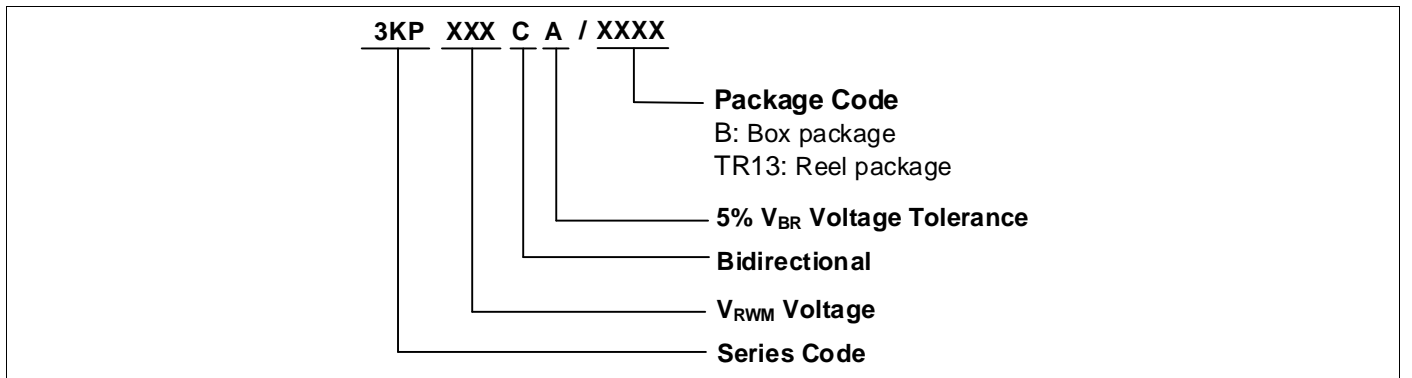 3KP XXX C A / XXXX
Package Code
B: Box package
TR13: Reel package
5% VBR Voltage Tolerance
Bidirectional
VRWM Voltage
Series Code